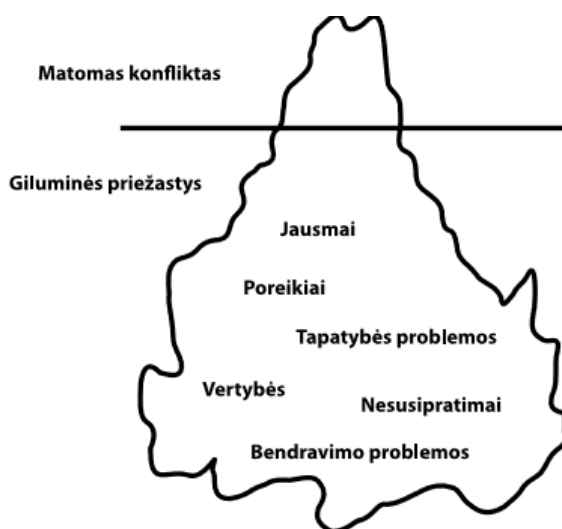 Matomas konfliktas
Giluminės priežastys
Jausmai
Poreikiai
Tapatybės problemos
Vertybės
Nesusipratimai
Bendravimo problemos